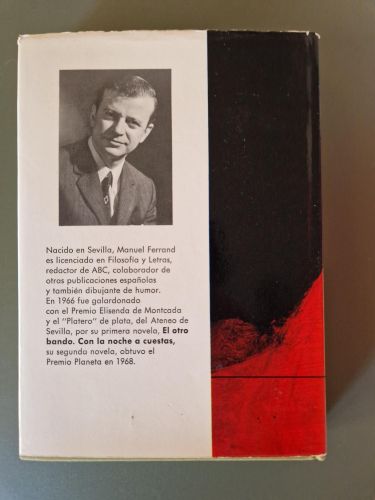 Nacido en Sevilla, Manuel Ferrand
es licenciado en Filosofía y Letras,
redactor de ABC, colaborador de
otras publicaciones españolas
y también dibujante de humor.
En 1966 fue galardonado
con el Premio Elisenda de Montcada
y el "Platero" de plata, del Ateneo de
Sevilla, por su primera novela, El otro
bando. Con la noche a cuestas,
su segunda novela, obtuvo el
Premio Planeta en 1968.